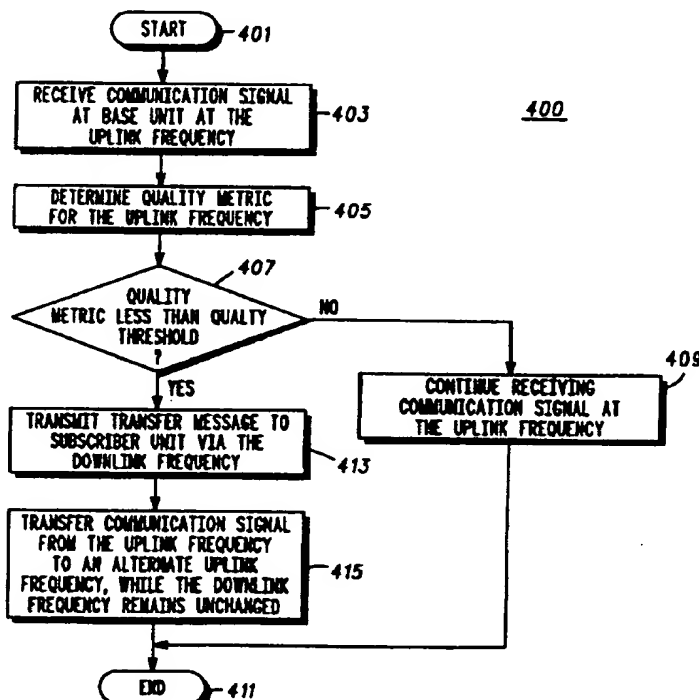 START
401
RECEIVE COMMUNICATION SIGNAL
AT BASE UNIT AT THE
UPLINK FREQUENCY
403
400
DETERMINE QUALITY METRIC
FOR THE UPLINK FREQUENCY
405
407
QUALITY
METRIC LESS THAN QUALTY
THRESHOLD
?
NO
YES
409
CONTINUE RECEIVING
COMMUNICATION SIGNAL AT
THE UPLINK FREQUENCY
TRANSMIT TRANSFER MESSAGE TO
SUBSCRIBER UNIT VIA THE
DOWNLINK FREQUENCY
413
TRANSFER COMMUNICATION SIGNAL
FROM THE UPLINK FREQUENCY
TO AN ALTERNATE UPLINK
FREQUENCY, WHILE THE DOWNLINK
FREQUENCY REMAINS UNCHANGED
415
END
411